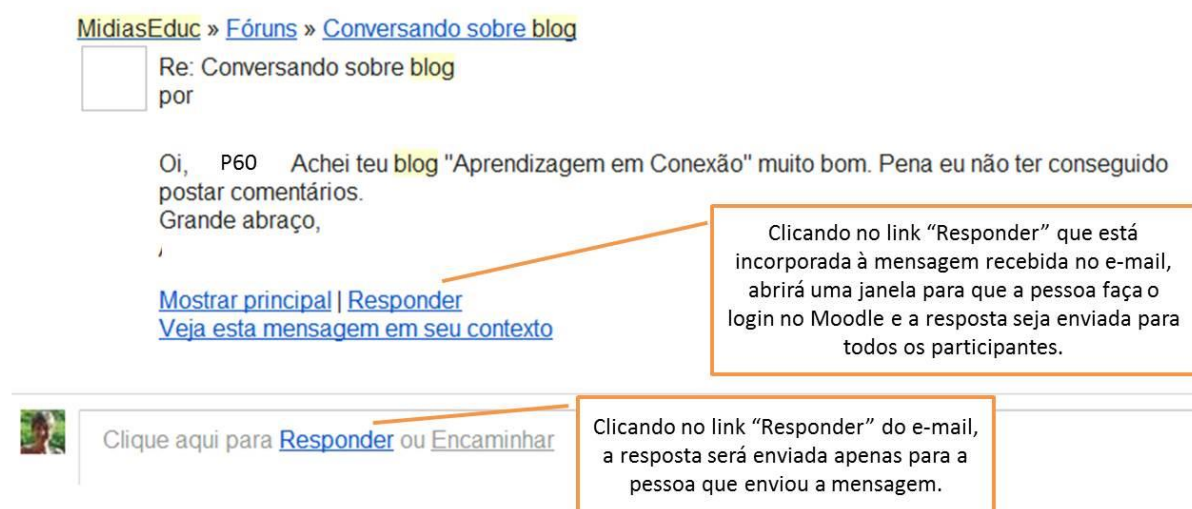 MidiasEduc » Fóruns » Conversando sobre blog
Re: Conversando sobre blog
por
Oi, P60 Achei teu blog "Aprendizagem em Conexão" muito bom. Pena eu não ter conseguido
postar comentários.
Grande abraço,
Mostrar principal | Responder
Veja esta mensagem em seu contexto
Clicando no link “Responder” que está
incorporada à mensagem recebida no e-mail,
abrirá uma janela para que a pessoa faça o
login no Moodle e a resposta seja enviada para
todos os participantes.
Clique aqui para Responder ou Encaminhar
Clicando no link “Responder” do e-mail,
a resposta será enviada apenas para a
pessoa que enviou a mensagem.